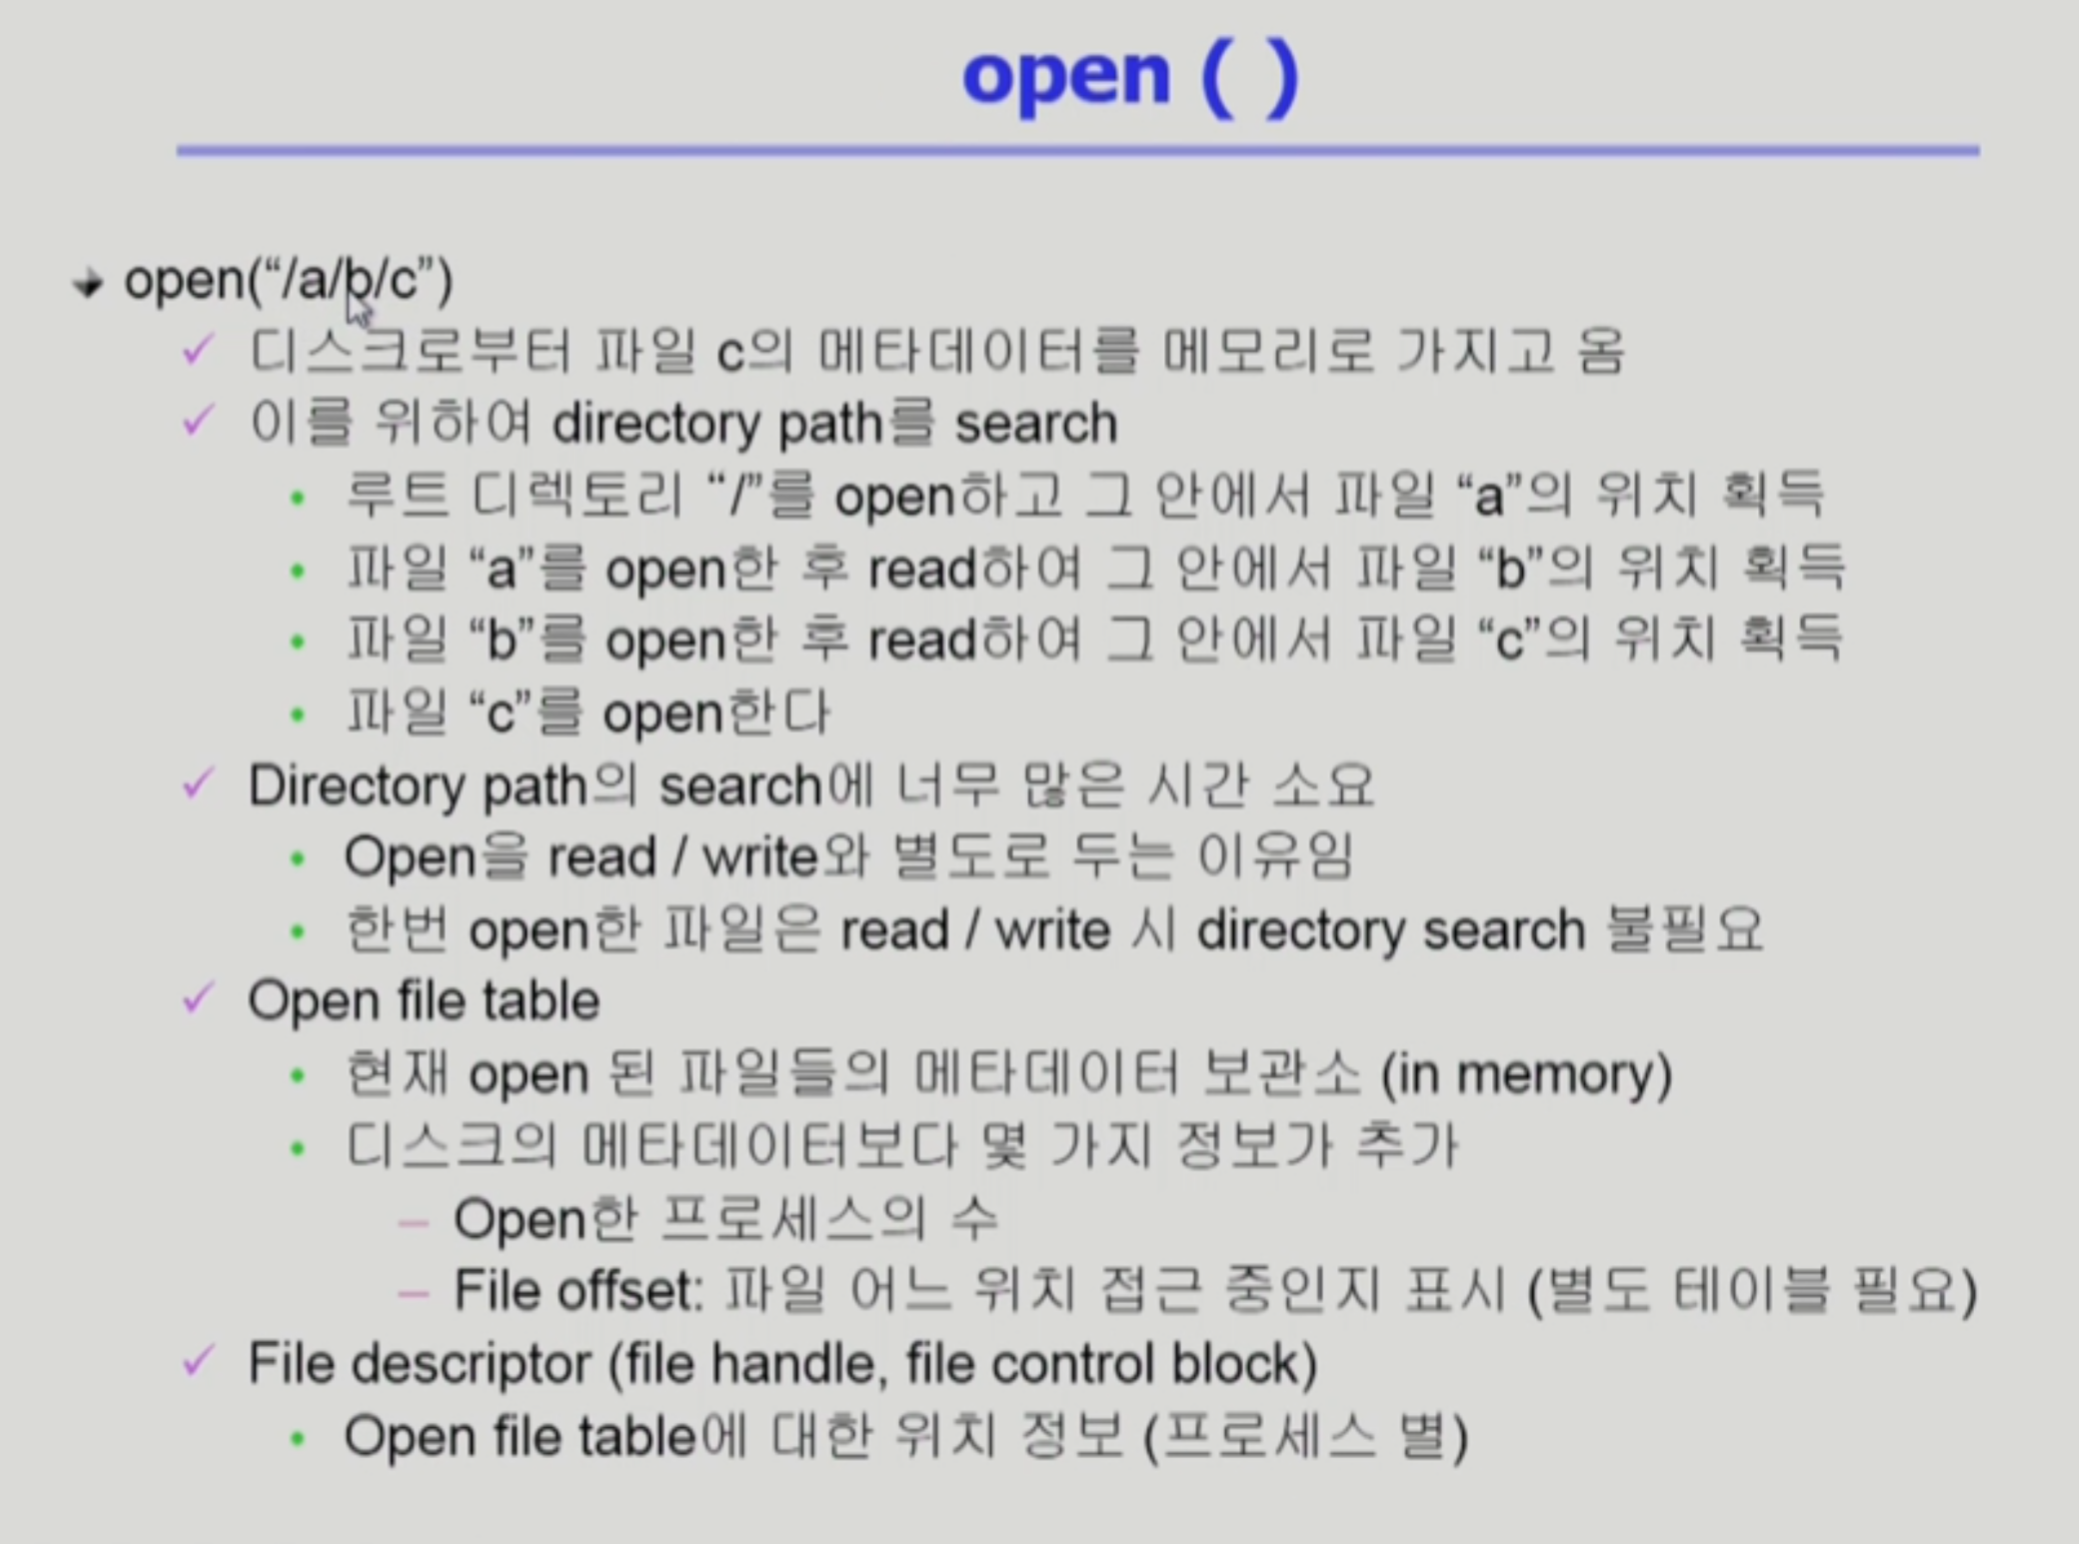 open ( )
open(“/a/b/c”)
디스크로부터 파일 c의 메타데이터를 메모리로 가지고 옴
이를 위하여 directory path를 search
루트 디렉토리 “/”를 open하고 그 안에서 파일 “a”의 위치 획득
파일 “a”를 open한 후 read하여 그 안에서 파일 “b”의 위치 획득
파일 “b”를 open한 후 read하여 그 안에서 파일 “c”의 위치 획득
파일 “c”를 open한다
Directory path의 search에 너무 많은 시간 소요
Open을 read / write와 별도로 두는 이유임
한번 open한 파일은 read / write 시 directory search 불필요
Open file table
현재 open 된 파일들의 메타데이터 보관소 (in memory)
디스크의 메타데이터보다 몇 가지 정보가 추가
Open한 프로세스의 수
File offset: 파일 어느 위치 접근 중인지 표시 (별도 테이블 필요)
File descriptor (file handle, file control block)
Open file table에 대한 위치 정보 (프로세스 별)